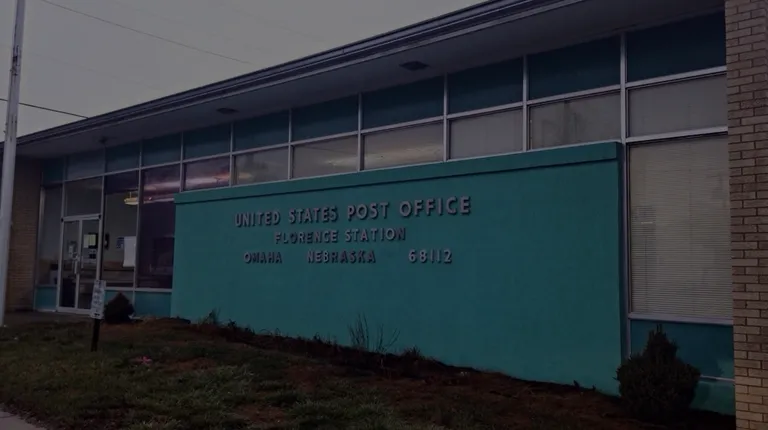 UNITED STATES POST OFFICE
FLORENCE STATION
OMAHA NEBRASKA 68112